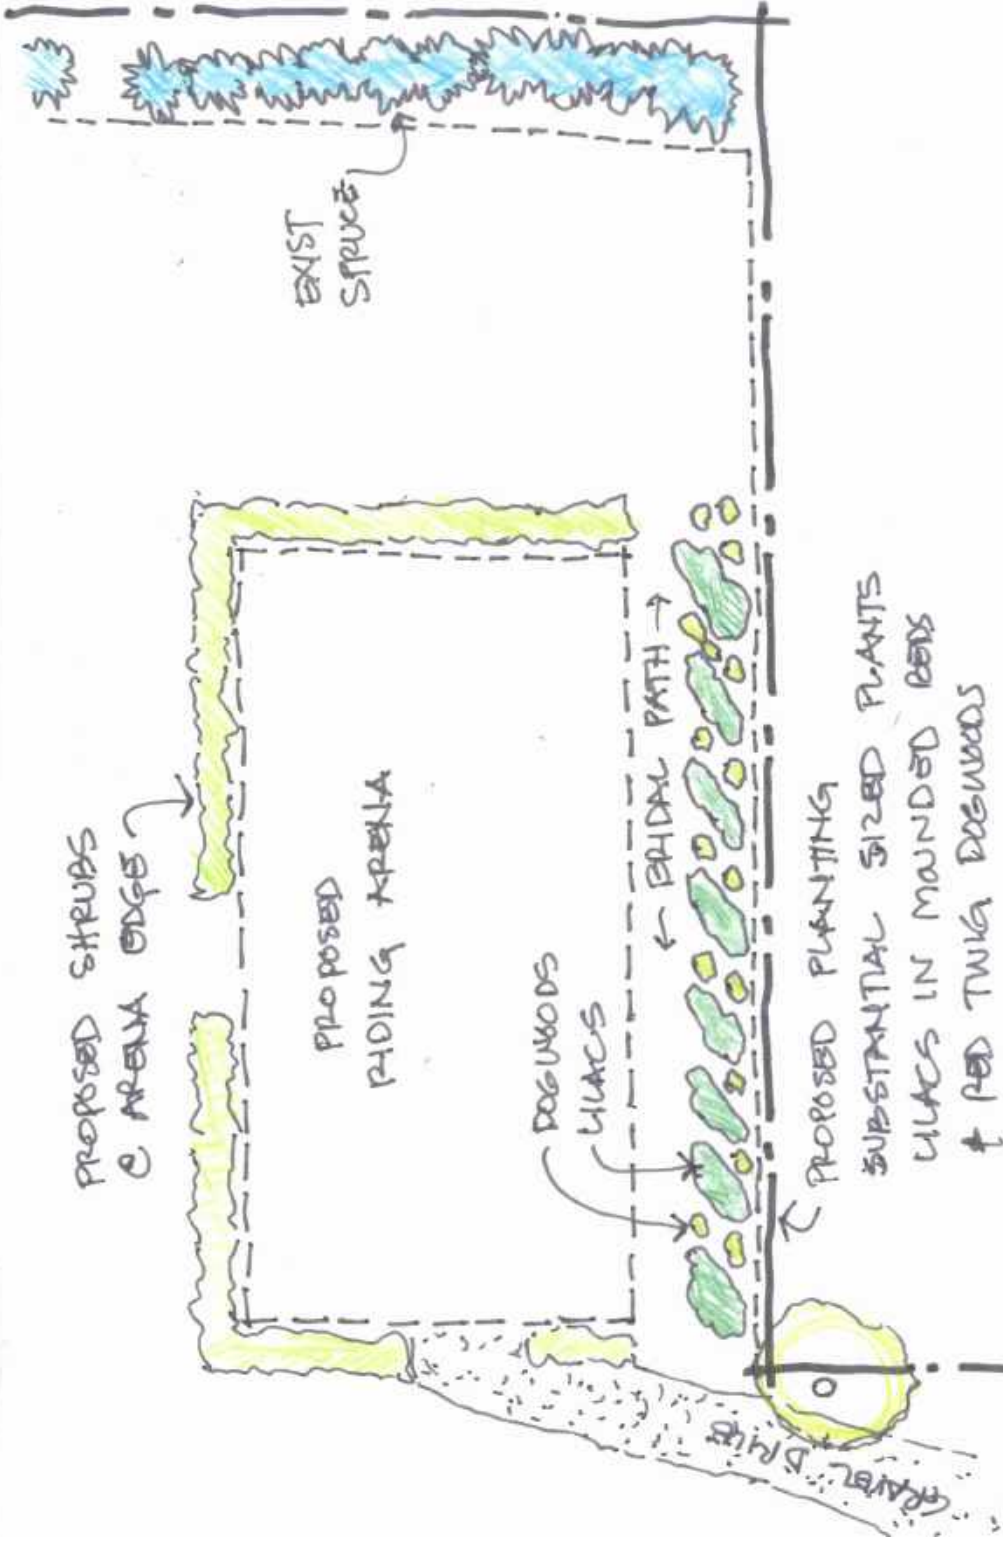 PROPOSED SHRUBS
@ ARENA EDGE
EXIST
SPRUCE
PROPOSED
RIDING ARENA
← BRIDAL PATH →
DOGWOODS
LILACS
PROPOSED PLANTING
SUBSTANTIAL SIZED PLANTS
LILACS IN MOUNDED BEDS
& RED TWIG DOGWOODS
GRAVEL DRIVE